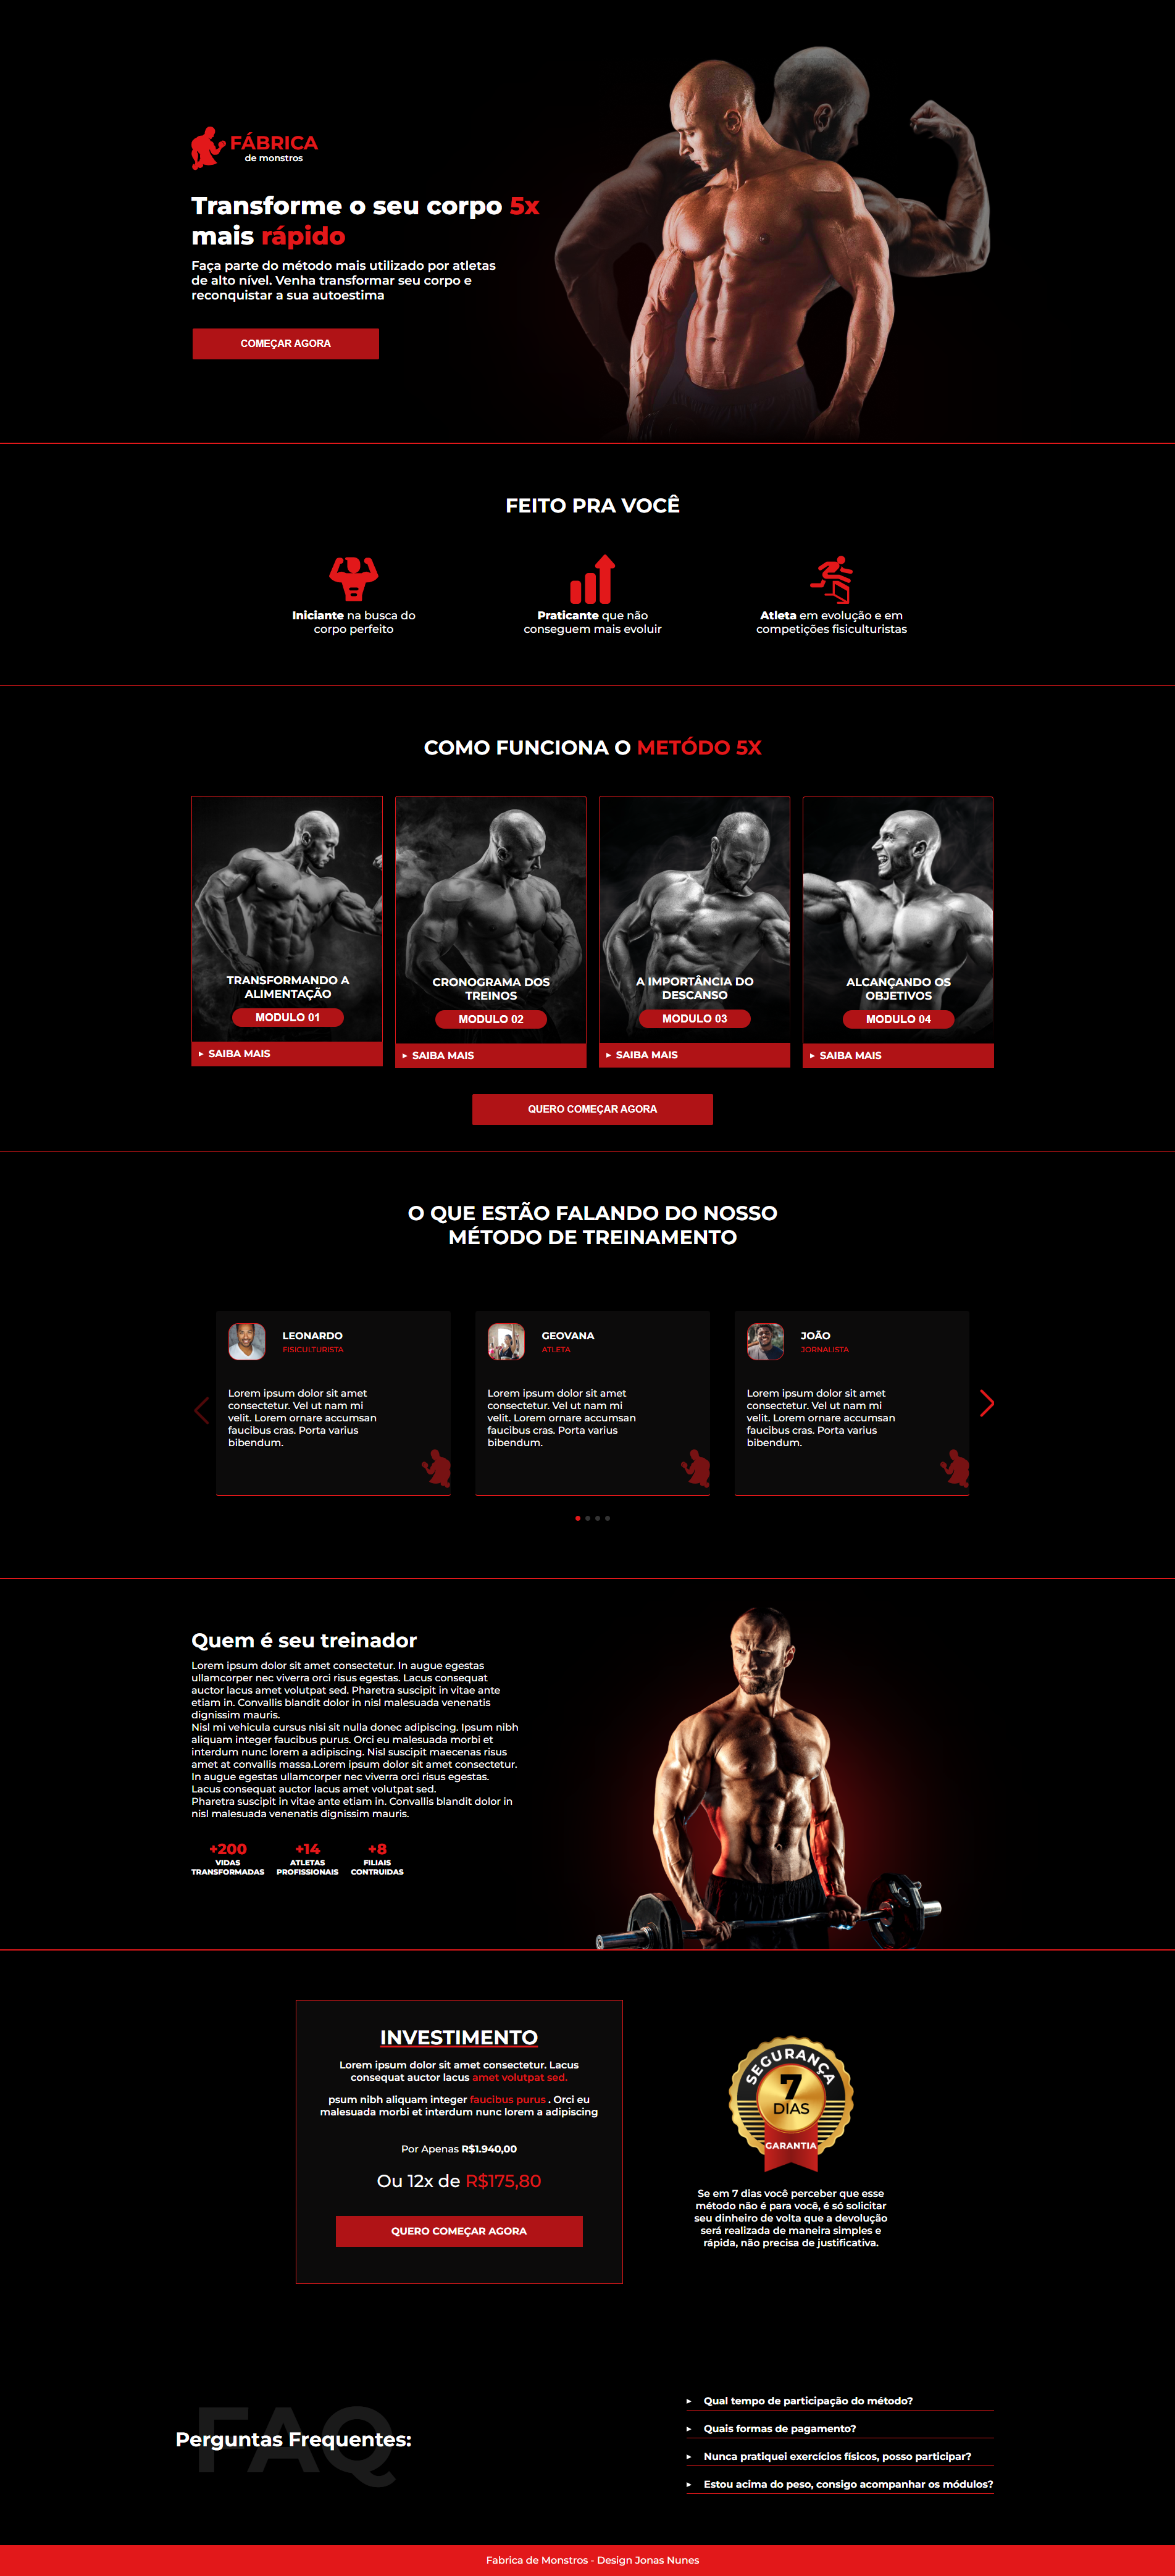 FÁBRICA
de monstros
Transforme o seu corpo 5x
mais rápido
Faça parte do método mais utilizado por atletas
de alto nível. Venha transformar seu corpo e
reconquistar a sua autoestima
COMEÇAR AGORA
FEITO PRA VOCÊ
Iniciante na busca do
corpo perfeito
Praticante que não
conseguem mais evoluir
Atleta em evolução e em
competições fisiculturistas
COMO FUNCIONA O METÓDO 5X
TRANSFORMANDO A
ALIMENTAÇÃO
MODULO 01
▸ SAIBA MAIS
CRONOGRAMA DOS
TREINOS
MODULO 02
▸ SAIBA MAIS
A IMPORTÂNCIA DO
DESCANSO
MODULO 03
▸ SAIBA MAIS
ALCANÇANDO OS
OBJETIVOS
MODULO 04
▸ SAIBA MAIS
QUERO COMEÇAR AGORA
O QUE ESTÃO FALANDO DO NOSSO
MÉTODO DE TREINAMENTO
LEONARDO
FISICULTURISTA
Lorem ipsum dolor sit amet
consectetur. Vel ut nam mi
velit. Lorem ornare accumsan
faucibus cras. Porta varius
bibendum.
GEOVANA
ATLETA
Lorem ipsum dolor sit amet
consectetur. Vel ut nam mi
velit. Lorem ornare accumsan
faucibus cras. Porta varius
bibendum.
JOÃO
JORNALISTA
Lorem ipsum dolor sit amet
consectetur. Vel ut nam mi
velit. Lorem ornare accumsan
faucibus cras. Porta varius
bibendum.
Quem é seu treinador
Lorem ipsum dolor sit amet consectetur. In augue egestas
ullamcorper nec viverra orci risus egestas. Lacus consequat
auctor lacus amet volutpat sed. Pharetra suscipit in vitae ante
etiam in. Convallis blandit dolor in nisl malesuada venenatis
dignissim mauris.
Nisl mi vehicula cursus nisi sit nulla donec adipiscing. Ipsum nibh
aliquam integer faucibus purus. Orci eu malesuada morbi et
interdum nunc lorem a adipiscing. Nisl suscipit maecenas risus
amet at convallis massa.Lorem ipsum dolor sit amet consectetur.
In augue egestas ullamcorper nec viverra orci risus egestas.
Lacus consequat auctor lacus amet volutpat sed.
Pharetra suscipit in vitae ante etiam in. Convallis blandit dolor in
nisl malesuada venenatis dignissim mauris.
+200
VIDAS
TRANSFORMADAS
+14
ATLETAS
PROFISSIONAIS
+8
FILIAIS
CONTRUIDAS
INVESTIMENTO
Lorem ipsum dolor sit amet consectetur. Lacus
consequat auctor lacus amet volutpat sed.
psum nibh aliquam integer faucibus purus . Orci eu
malesuada morbi et interdum nunc lorem a adipiscing
Por Apenas R$1.940,00
Ou 12x de R$175,80
QUERO COMEÇAR AGORA
SEGURANÇA
7
DIAS
GARANTIA
Se em 7 dias você perceber que esse
método não é para você, é só solicitar
seu dinheiro de volta que a devolução
será realizada de maneira simples e
rápida, não precisa de justificativa.
FAQ
Perguntas Frequentes:
▸ Qual tempo de participação do método?
▸ Quais formas de pagamento?
▸ Nunca pratiquei exercícios físicos, posso participar?
▸ Estou acima do peso, consigo acompanhar os módulos?
Fabrica de Monstros - Design Jonas Nunes